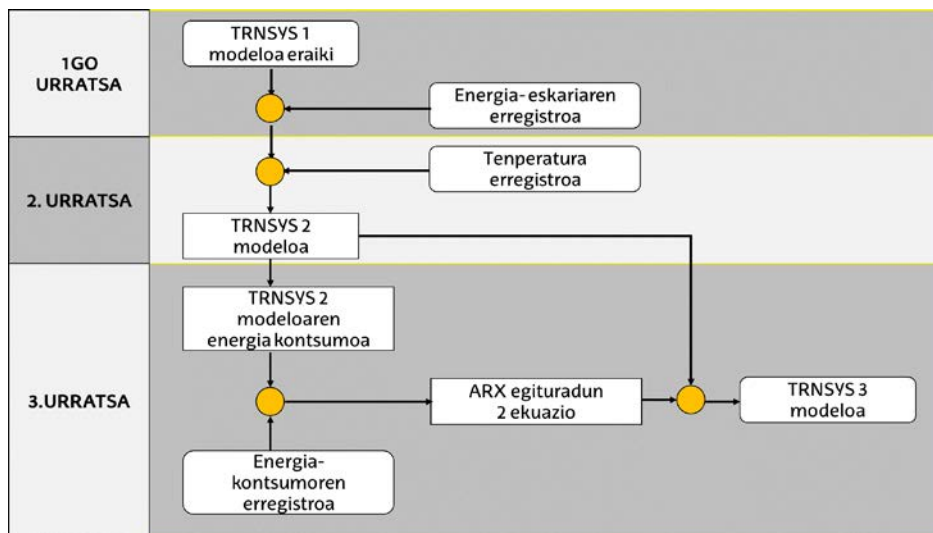 1GO
URRATSA
TRNSYS 1
modeloa eraiki
Energia-eskariaren
erregistroa
2. URRATSA
Tenperatura
erregistroa
TRNSYS 2
modeloa
3.URRATSA
TRNSYS 2
modeloaren
energia kontsumoa
ARX egituradun
2 ekuazio
TRNSYS 3
modeloa
Energia-
kontsumoren
erregistroa